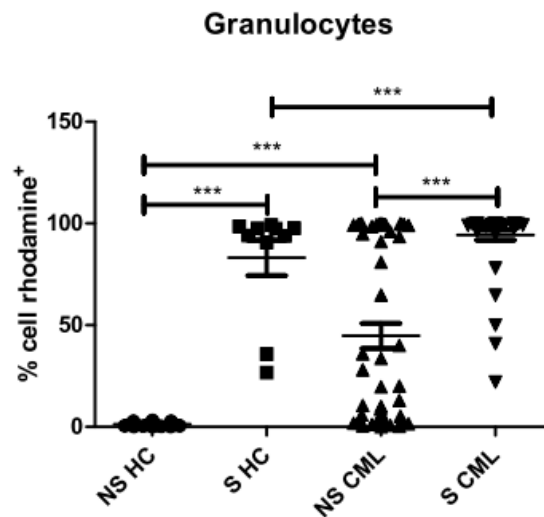 Granulocytes
***
***
***
***
150
100
50
0
% cell rhodamine+
NS HC
S HC
NS CML
S CML